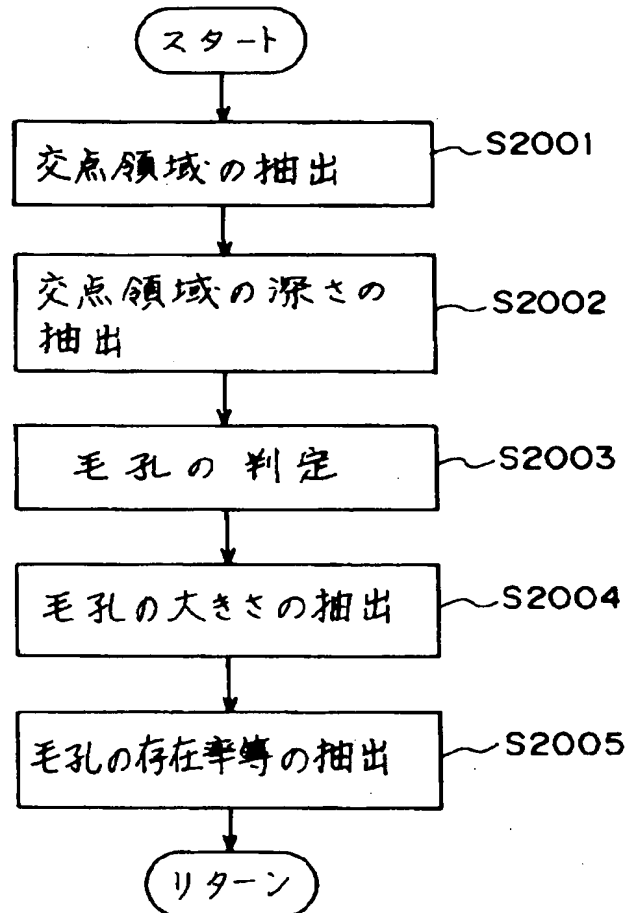 スタート
交点領域の抽出
S2001
交点領域の深さの
抽出
S2002
毛孔の判定
S2003
毛孔の大きさの抽出
S2004
毛孔の存在率等の抽出
S2005
リターン